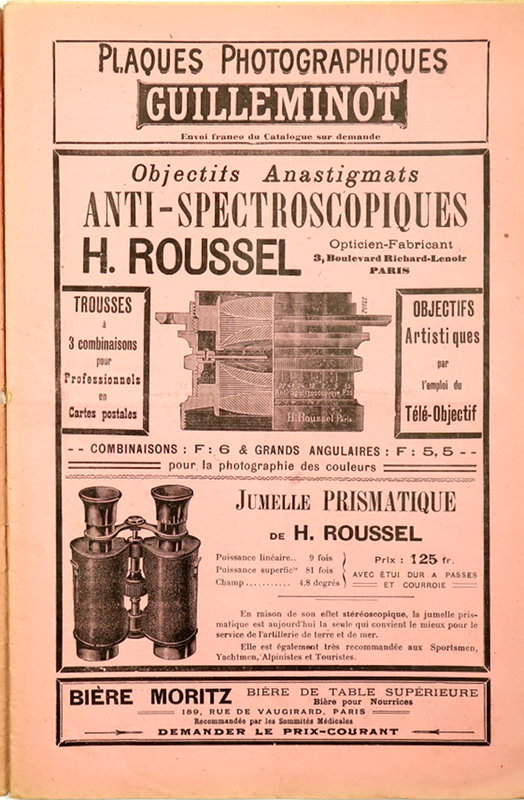 PLAQUES PHOTOGRAPHIQUES
GUILLEMINOT
Envoi franco du Catalogue sur demande
Objectifs Anastigmats
ANTI-SPECTROSCOPIQUES
H. ROUSSEL
Opticien-Fabricant
3, Boulevard Richard-Lenoir
PARIS
TROUSSES
à
3 combinaisons
pour
Professionnels
en
Cartes postales
Anti-Spectroscopique
H. Roussel Paris.
OBJECTIFS
Artistiques
par
l'emploi du
Télé-Objectif
-- COMBINAISONS : F : 6 & GRANDS ANGULAIRES : F : 5,5 --
pour la photographie des couleurs
JUMELLE PRISMATIQUE
DE H. ROUSSEL
Puissance linéaire.. 9 fois
Puissance superficlle 81 fois
Champ........... 4,8 degrés
Prix : 125 fr.
AVEC ÉTUI DUR A PASSES
ET COURROIE
En raison de son effet stéréoscopique, la jumelle pris-
matique est aujourd'hui la seule qui convient le mieux pour le
service de l'artillerie de terre et de mer.
Elle est également très recommandée aux Sportsmen,
Yachtmen, Alpinistes et Touristes.
BIÈRE MORITZ
BIÈRE DE TABLE SUPÉRIEURE
Bière pour Nourrices
189, RUE DE VAUGIRARD, PARIS
Recommandée par les Sommités Médicales
DEMANDER LE PRIX-COURANT